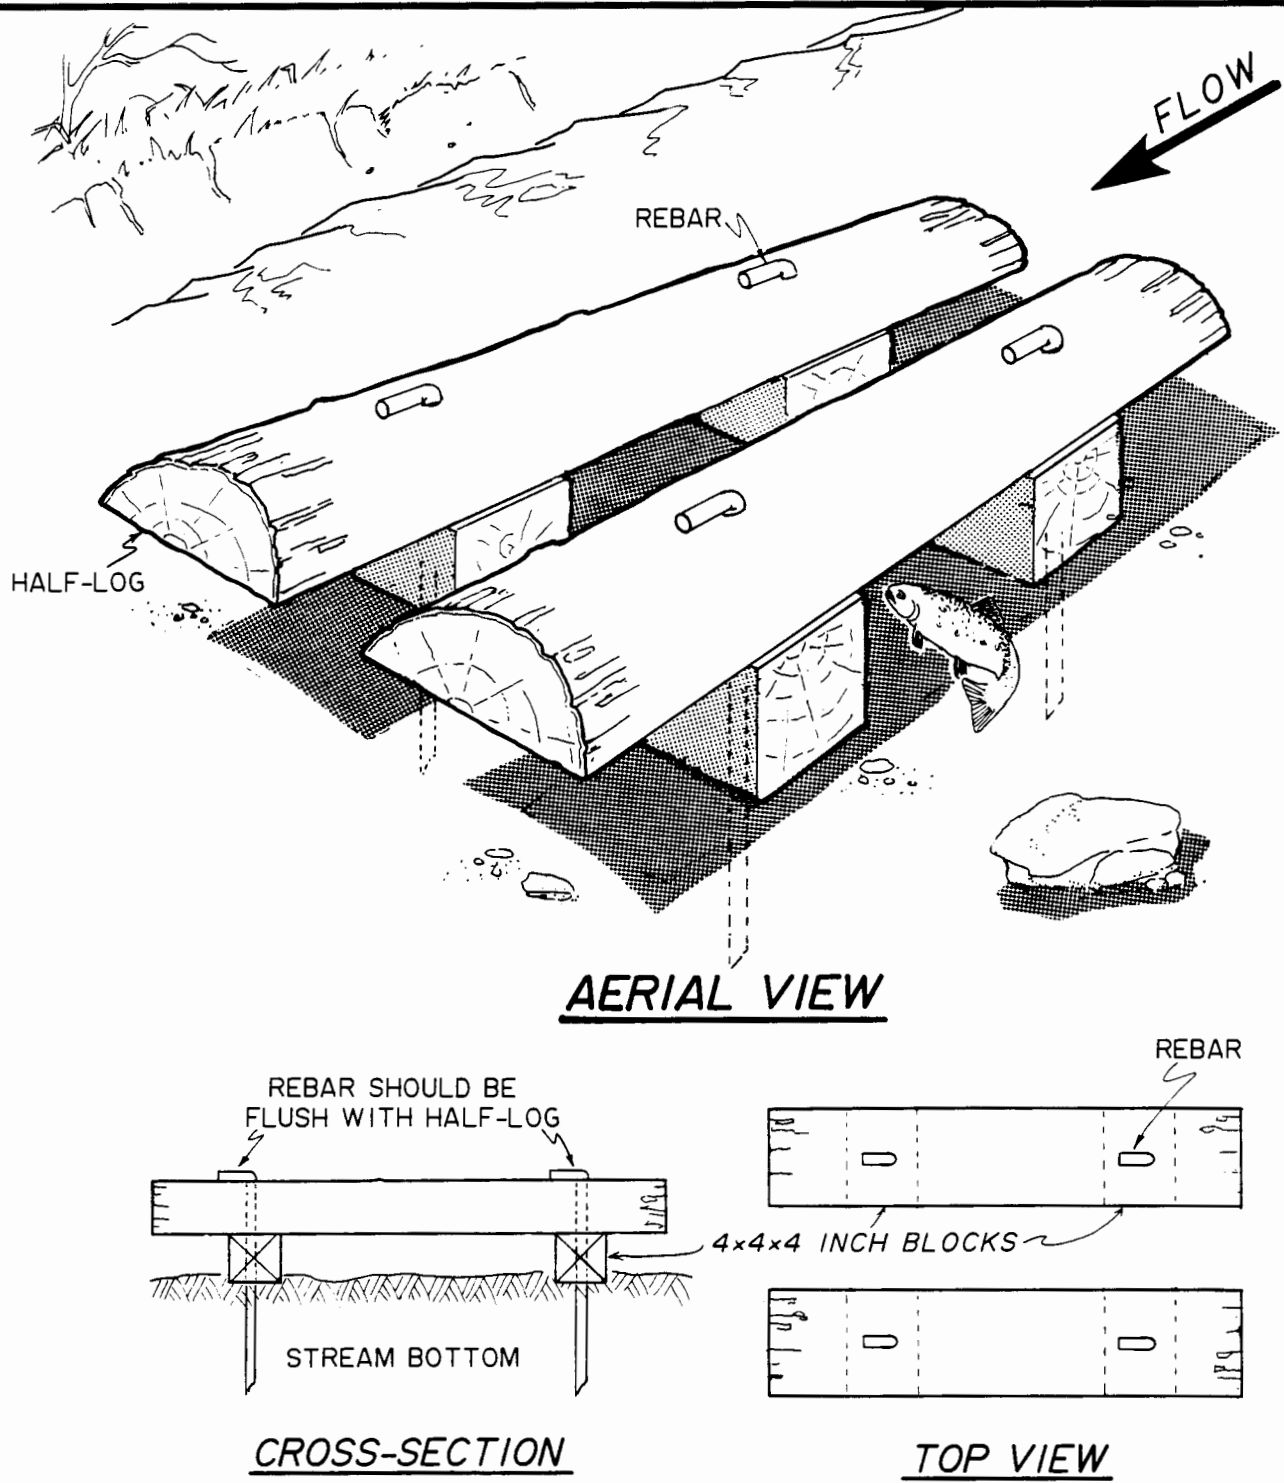 FLOW
REBAR
HALF-LOG
AERIAL VIEW
REBAR SHOULD BE
FLUSH WITH HALF-LOG
REBAR
4x4x4 INCH BLOCKS
STREAM BOTTOM
CROSS-SECTION
TOP VIEW